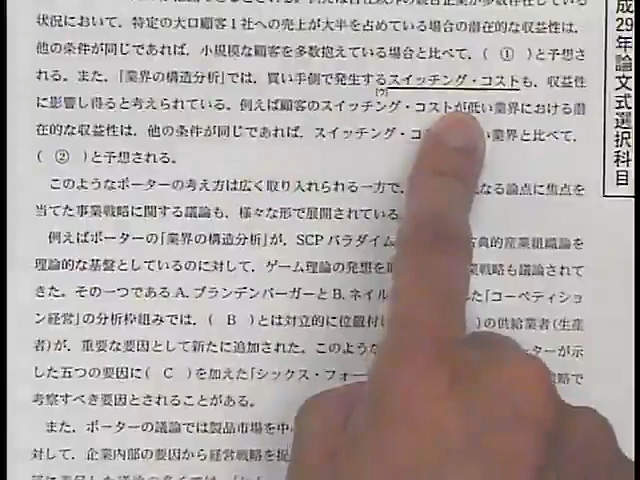 状況において、特定の大口顧客1社への売上が大半を占めている場合の潜在的な収益性は、
他の条件が同じであれば、小規模な顧客を多数抱えている場合と比べて、( ① )と予想さ
れる。また、「業界の構造分析」では、買い手側で発生するスイッチング・コストも、収益性
[ア]
に影響し得ると考えられている。例えば顧客のスイッチング・コストが低い業界における潜
在的な収益性は、他の条件が同じであれば、スイッチング・コ い業界と比べて、
( ② )と予想される。
このようなポーターの考え方は広く取り入れられる一方で、 なる論点に焦点を
当てた事業戦略に関する議論も、様々な形で展開されている
例えばポーターの「業界の構造分析」が、SCPパラダイム 古典的産業組織論を
理論的な基盤としているのに対して、ゲーム理論の発想を 業戦略も議論されて
きた。その一つであるA.ブランデンバーガーとB.ネイル た「コーペティショ
ン経営」の分析枠組みでは、( B )とは対立的に位置付 )の供給業者(生産
者)が、重要な要因として新たに追加された。このような ターが示
した五つの要因に( C )を加えた「シックス・フォー 略で
考察すべき要因とされることがある。
また、ポーターの議論では製品市場を中
対して、企業内部の要因から経営戦略を捉
成29年論文式選択科目